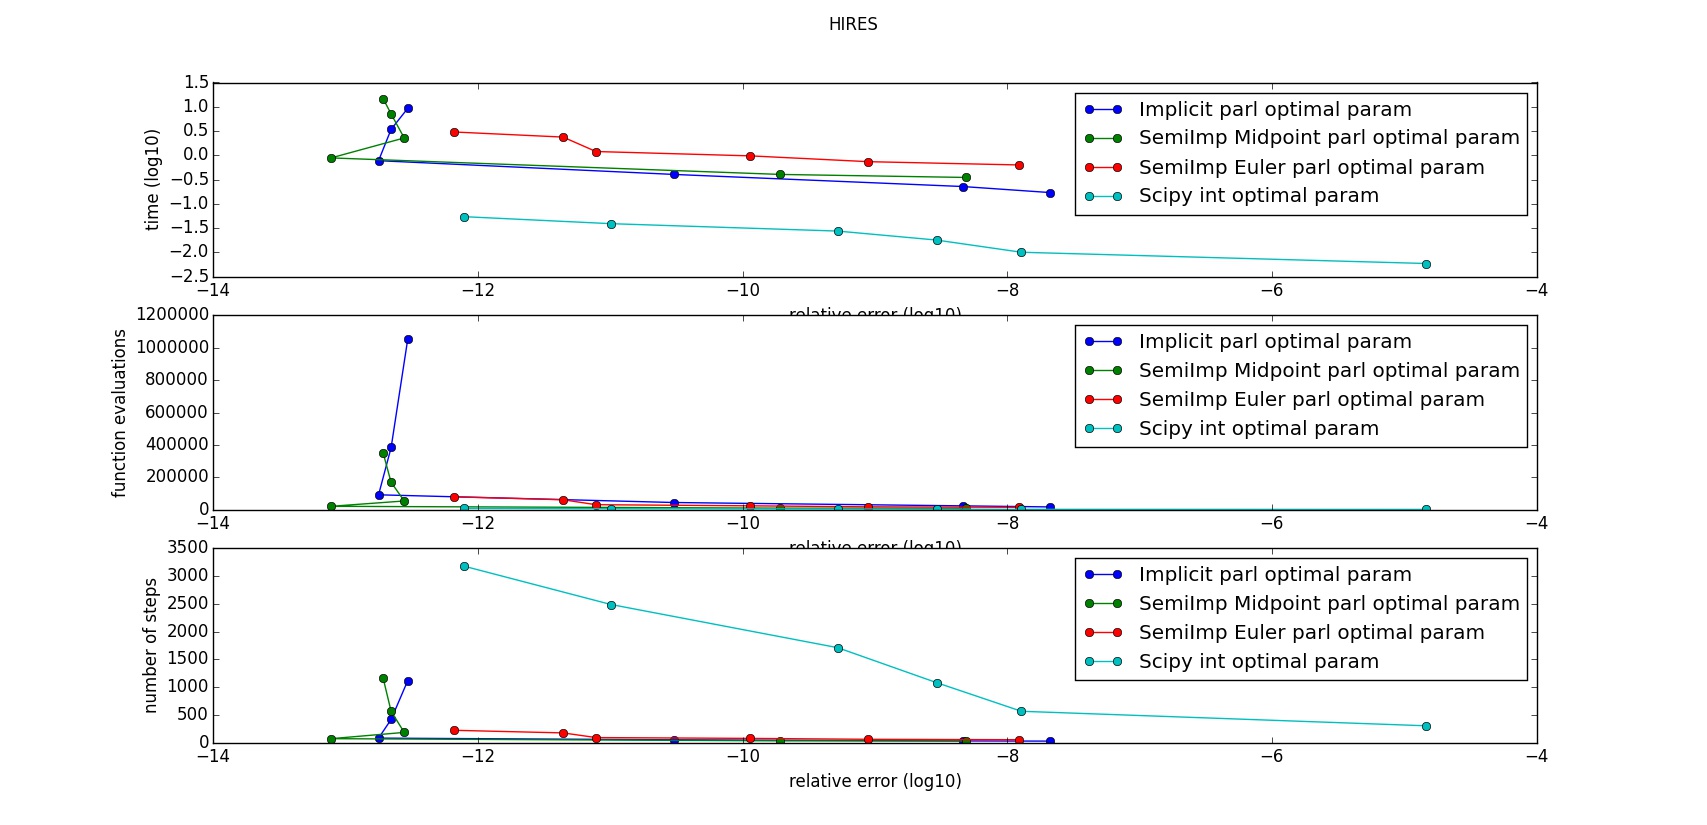 HIRES
time (log10)
1.5
1.0
0.5
0.0
−0.5
−1.0
−1.5
−2.0
−2.5
Implicit parl optimal param
SemiImp Midpoint parl optimal param
SemiImp Euler parl optimal param
Scipy int optimal param
−14 −12 −10 −8 −6 −4
relative error (log10)
function evaluations
1200000
1000000
800000
600000
400000
200000
0
Implicit parl optimal param
SemiImp Midpoint parl optimal param
SemiImp Euler parl optimal param
Scipy int optimal param
−14 −12 −10 −8 −6 −4
relative error (log10)
number of steps
3500
3000
2500
2000
1500
1000
500
0
Implicit parl optimal param
SemiImp Midpoint parl optimal param
SemiImp Euler parl optimal param
Scipy int optimal param
−14 −12 −10 −8 −6 −4
relative error (log10)